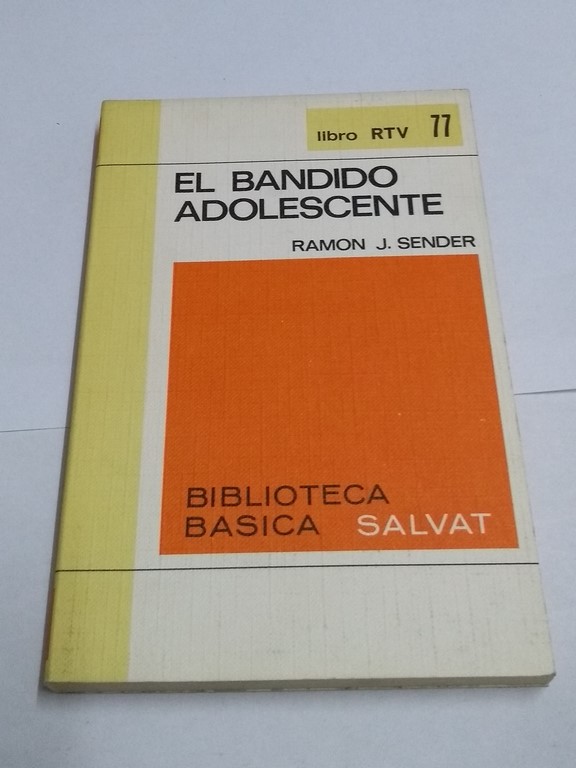 libro RTV 77
EL BANDIDO
ADOLESCENTE
RAMON J. SENDER
BIBLIOTECA
BASICA SALVAT